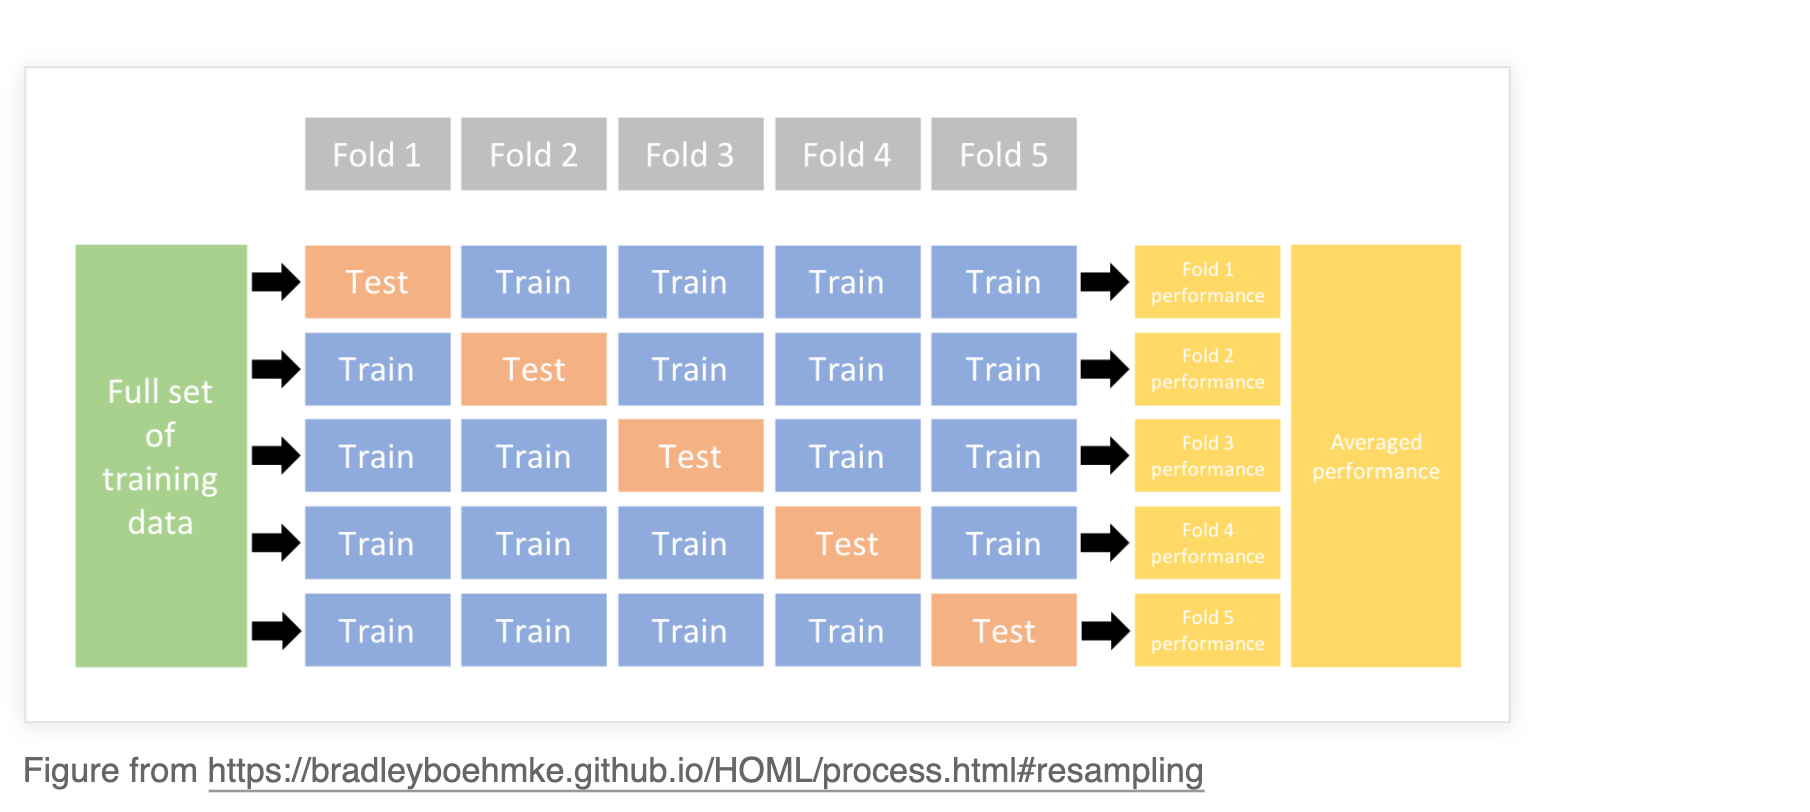 Fold 1 Fold 2 Fold 3 Fold 4 Fold 5
Full set
of
training
data
Test Train Train Train Train
Train Test Train Train Train
Train Train Test Train Train
Train Train Train Test Train
Train Train Train Train Test
Fold 1
performance
Fold 2
performance
Fold 3
performance
Fold 4
performance
Fold 5
performance
Averaged
performance
Figure from https://bradleyboehmke.github.io/HOML/process.html#resampling